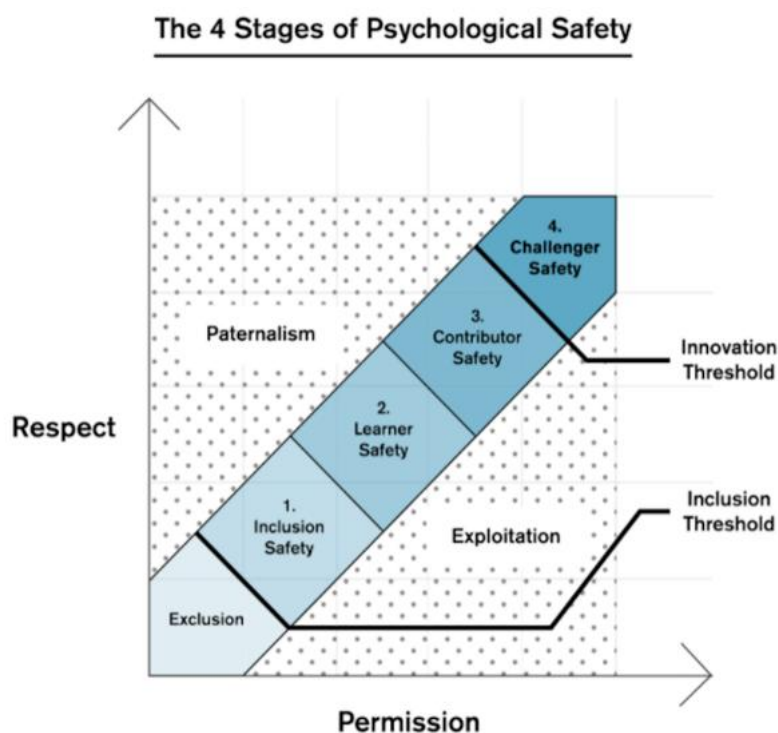 The 4 Stages of Psychological Safety
4.
Challenger
Safety
3.
Contributor
Safety
Paternalism
Innovation
Threshold
2.
Learner
Safety
Respect
1.
Inclusion
Safety
Inclusion
Threshold
Exploitation
Exclusion
Permission